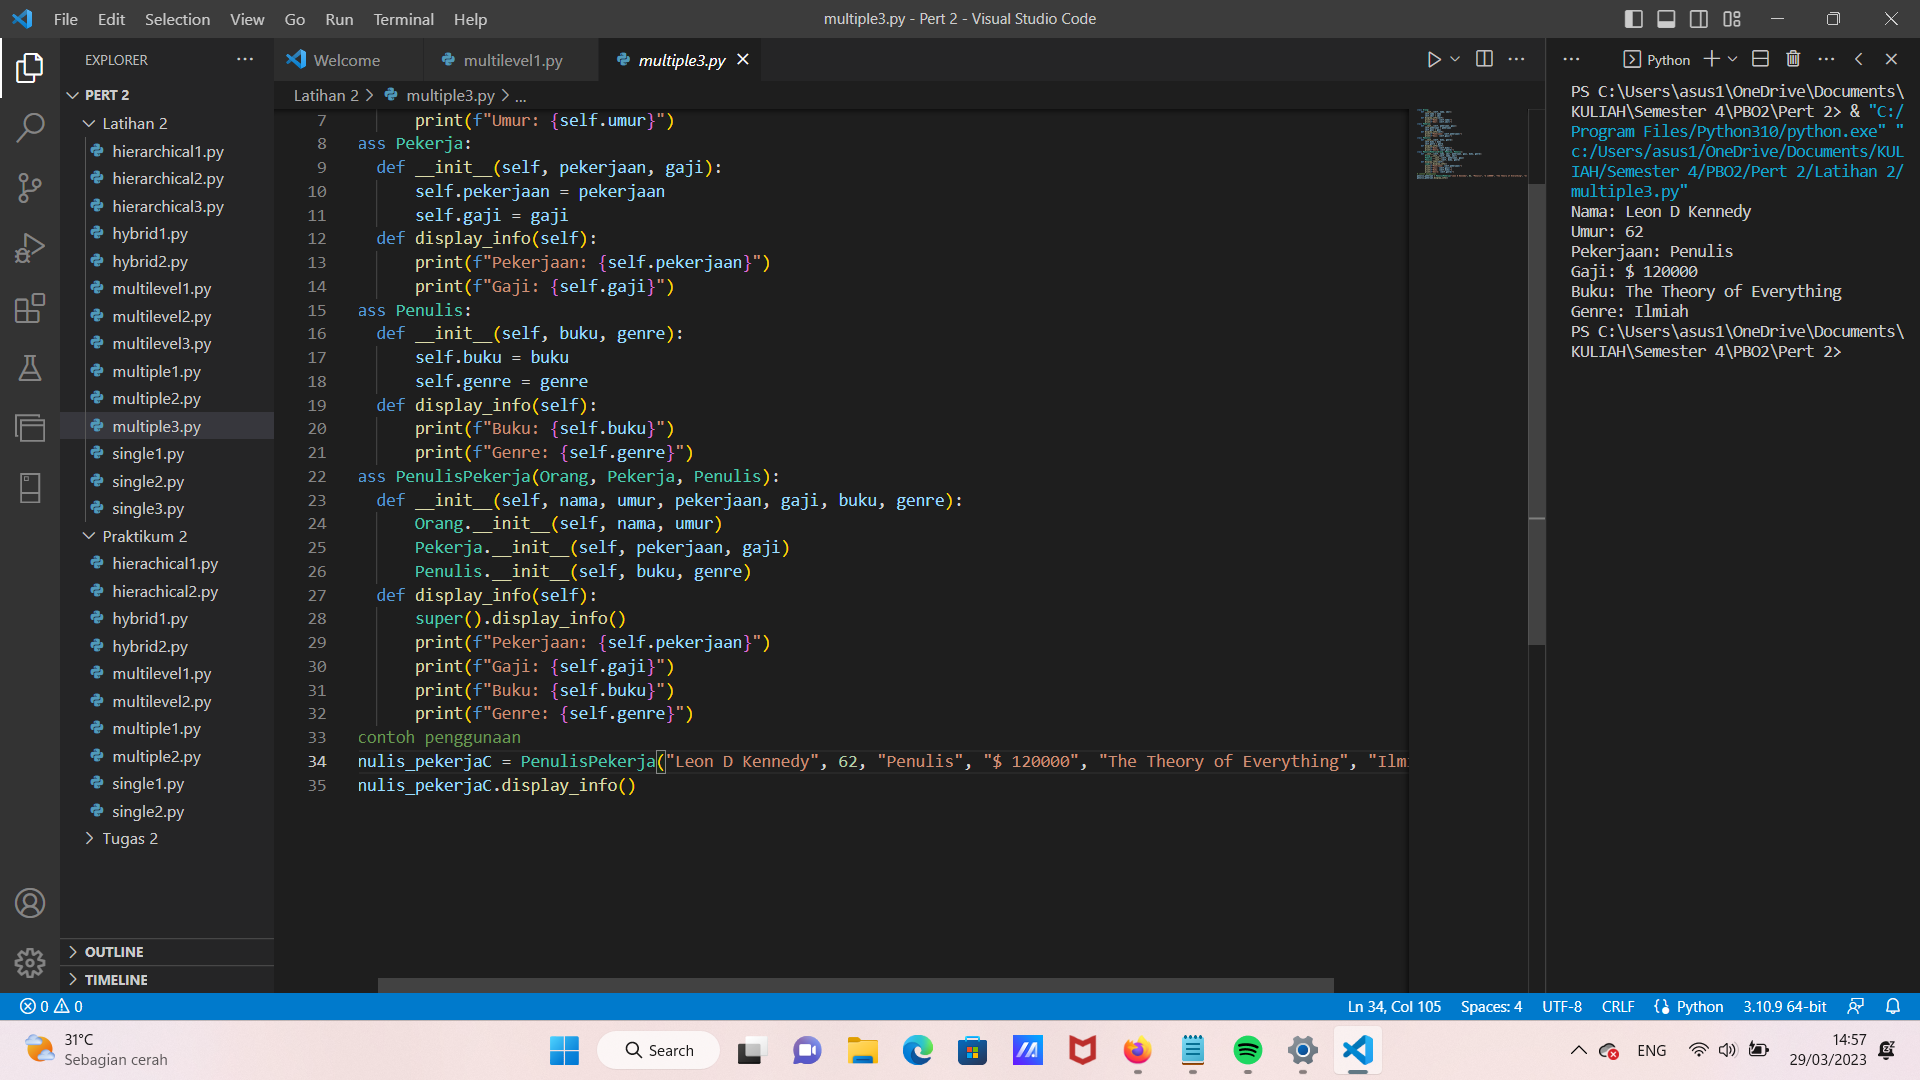 File Edit Selection View Go Run Terminal Help
multiple3.py - Pert 2 - Visual Studio Code
EXPLORER
PERT 2
Latihan 2
hierarchical1.py
hierarchical2.py
hierarchical3.py
hybrid1.py
hybrid2.py
multilevel1.py
multilevel2.py
multilevel3.py
multiple1.py
multiple2.py
multiple3.py
single1.py
single2.py
single3.py
Praktikum 2
hierachical1.py
hierachical2.py
hybrid1.py
hybrid2.py
multilevel1.py
multilevel2.py
multiple1.py
multiple2.py
single1.py
single2.py
Tugas 2
OUTLINE
TIMELINE
Welcome multilevel1.py multiple3.py
Latihan 2 > multiple3.py > ...
7 print(f"Umur: {self.umur}")
8 ass Pekerja:
9 def __init__(self, pekerjaan, gaji):
10 self.pekerjaan = pekerjaan
11 self.gaji = gaji
12 def display_info(self):
13 print(f"Pekerjaan: {self.pekerjaan}")
14 print(f"Gaji: {self.gaji}")
15 ass Penulis:
16 def __init__(self, buku, genre):
17 self.buku = buku
18 self.genre = genre
19 def display_info(self):
20 print(f"Buku: {self.buku}")
21 print(f"Genre: {self.genre}")
22 ass PenulisPekerja(Orang, Pekerja, Penulis):
23 def __init__(self, nama, umur, pekerjaan, gaji, buku, genre):
24 Orang.__init__(self, nama, umur)
25 Pekerja.__init__(self, pekerjaan, gaji)
26 Penulis.__init__(self, buku, genre)
27 def display_info(self):
28 super().display_info()
29 print(f"Pekerjaan: {self.pekerjaan}")
30 print(f"Gaji: {self.gaji}")
31 print(f"Buku: {self.buku}")
32 print(f"Genre: {self.genre}")
33 contoh penggunaan
34 nulis_pekerjaC = PenulisPekerja("Leon D Kennedy", 62, "Penulis", "$ 120000", "The Theory of Everything", "Ilm
35 nulis_pekerjaC.display_info()
Python
PS C:\Users\asus1\OneDrive\Documents\
KULIAH\Semester 4\PBO2\Pert 2> & "C:/
Program Files/Python310/python.exe" "
c:/Users/asus1/OneDrive/Documents/KUL
IAH/Semester 4/PBO2/Pert 2/Latihan 2/
multiple3.py"
Nama: Leon D Kennedy
Umur: 62
Pekerjaan: Penulis
Gaji: $ 120000
Buku: The Theory of Everything
Genre: Ilmiah
PS C:\Users\asus1\OneDrive\Documents\
KULIAH\Semester 4\PBO2\Pert 2>
0 0
Ln 34, Col 105 Spaces: 4 UTF-8 CRLF Python 3.10.9 64-bit
31°C
Sebagian cerah
Search
ENG
14:57
29/03/2023